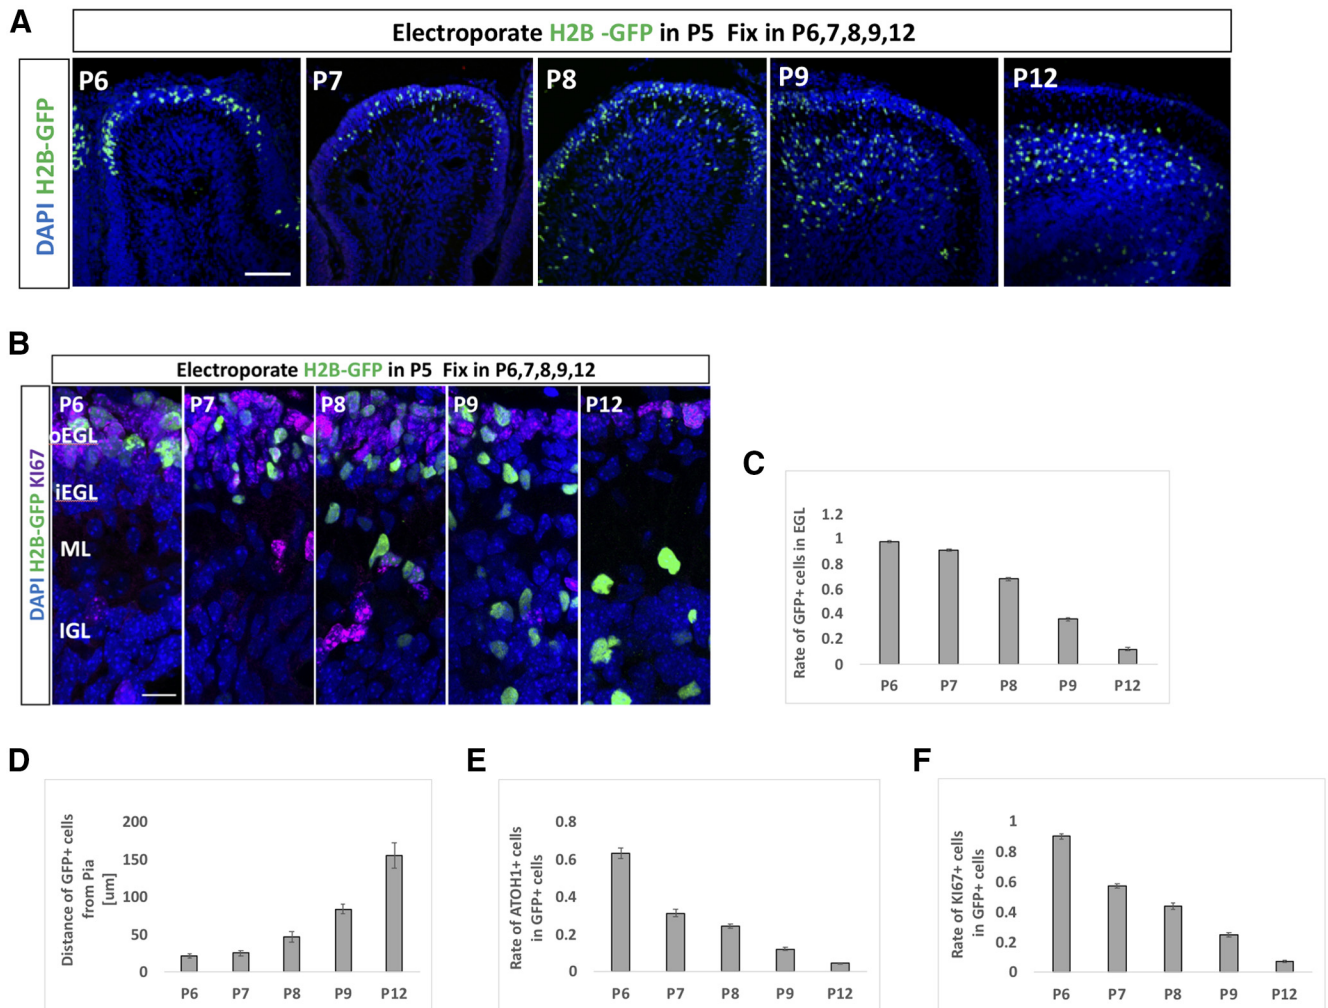 A
Electroporate H2B -GFP in P5 Fix in P6,7,8,9,12
DAPI H2B-GFP
P6
P7
P8
P9
P12
B
Electroporate H2B-GFP in P5 Fix in P6,7,8,9,12
DAPI H2B-GFP KI67
P6
P7
P8
P9
P12
oEGL
iEGL
ML
IGL
C
Rate of GFP+ cells in EGL
1.2
1
0.8
0.6
0.4
0.2
0
P6 P7 P8 P9 P12
D
Distance of GFP+ cells
from Pia
[um]
200
150
100
50
0
P6 P7 P8 P9 P12
E
Rate of ATOH1+ cells
in GFP+ cells
0.8
0.6
0.4
0.2
0
P6 P7 P8 P9 P12
F
Rate of KI67+ cells
in GFP+ cells
1
0.8
0.6
0.4
0.2
0
P6 P7 P8 P9 P12